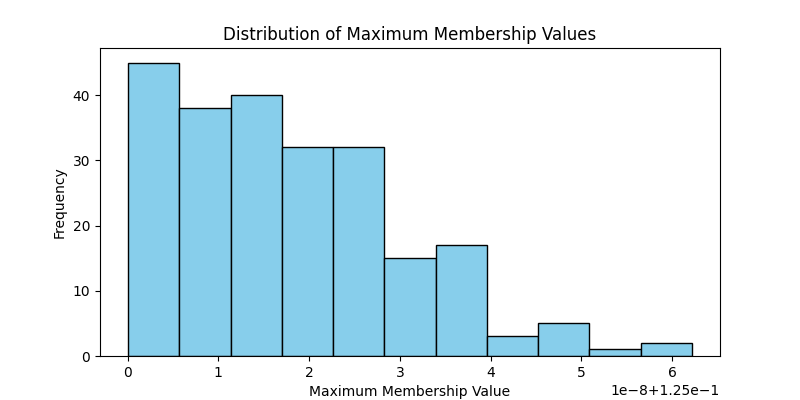 Distribution of Maximum Membership Values
Frequency
40
30
20
10
0
0 1 2 3 4 5 6
Maximum Membership Value
1e−8+1.25e−1